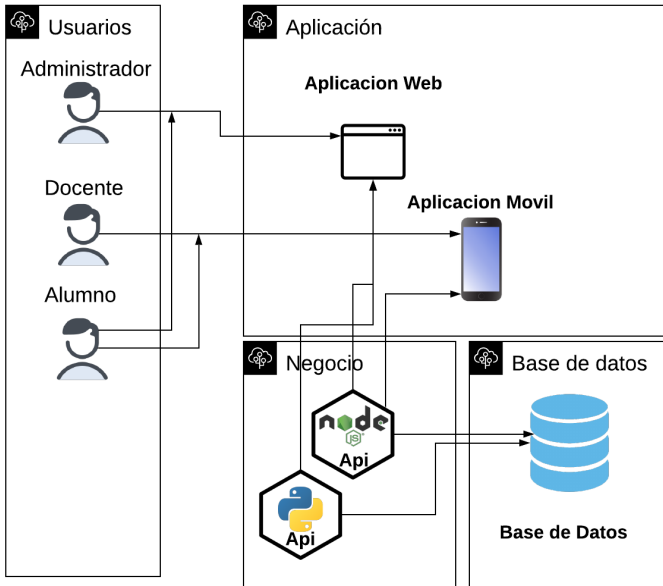 Usuarios
Administrador
Docente
Alumno
Aplicación
Aplicacion Web
Aplicacion Movil
Negocio
node
JS
Api
Api
Base de datos
Base de Datos